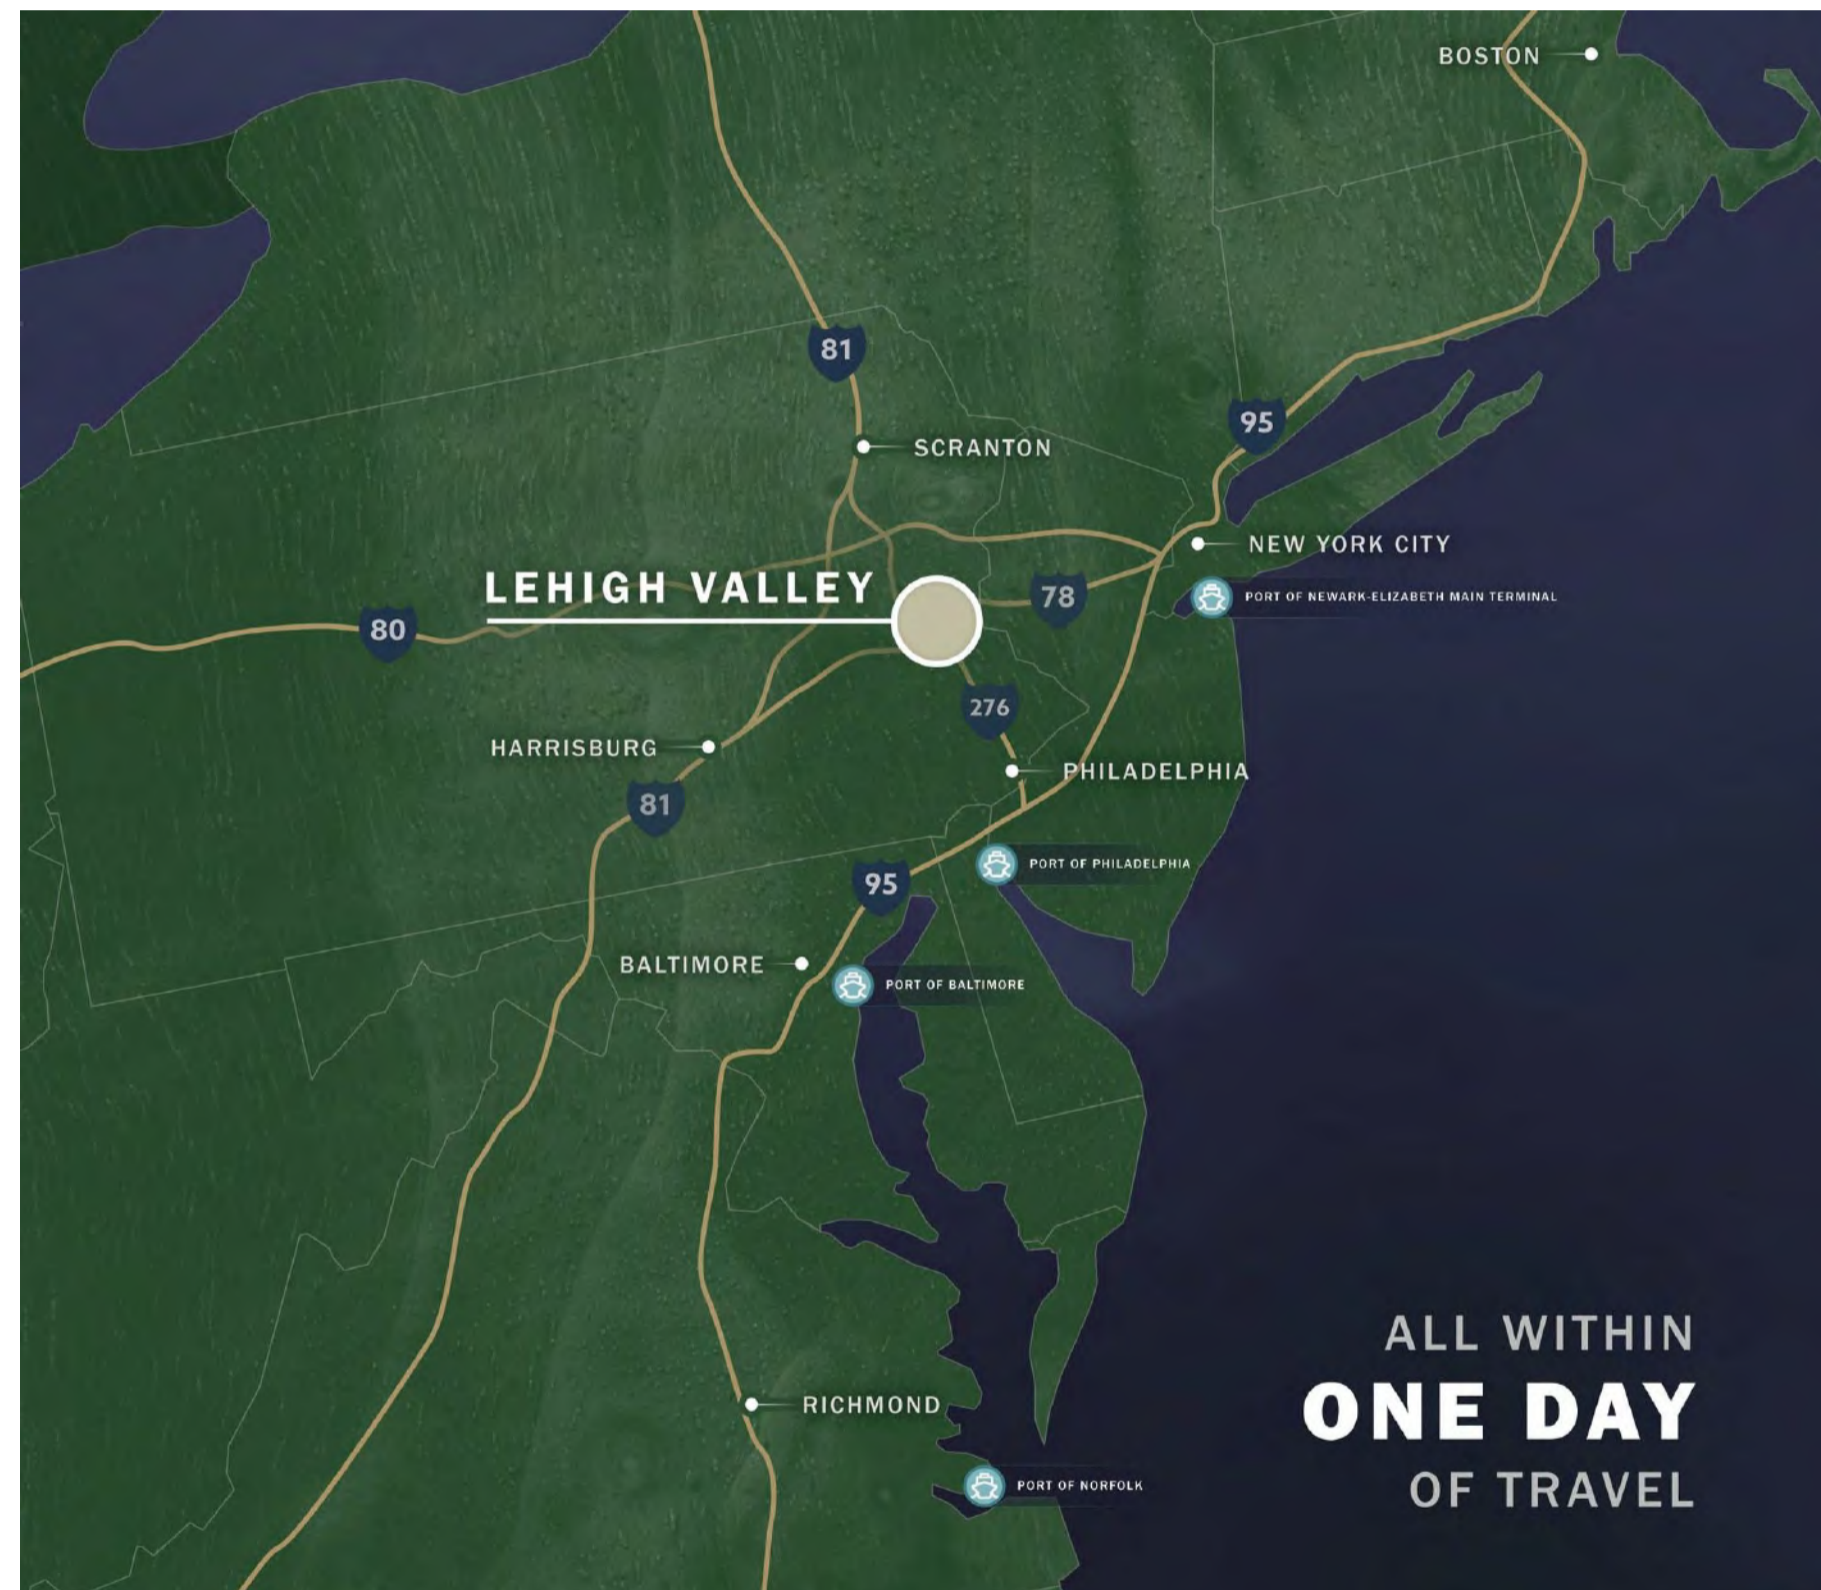 BOSTON
81
95
SCRANTON
NEW YORK CITY
LEHIGH VALLEY
78
PORT OF NEWARK-ELIZABETH MAIN TERMINAL
80
276
HARRISBURG
PHILADELPHIA
81
PORT OF PHILADELPHIA
95
BALTIMORE
PORT OF BALTIMORE
ALL WITHIN
ONE DAY
OF TRAVEL
RICHMOND
PORT OF NORFOLK